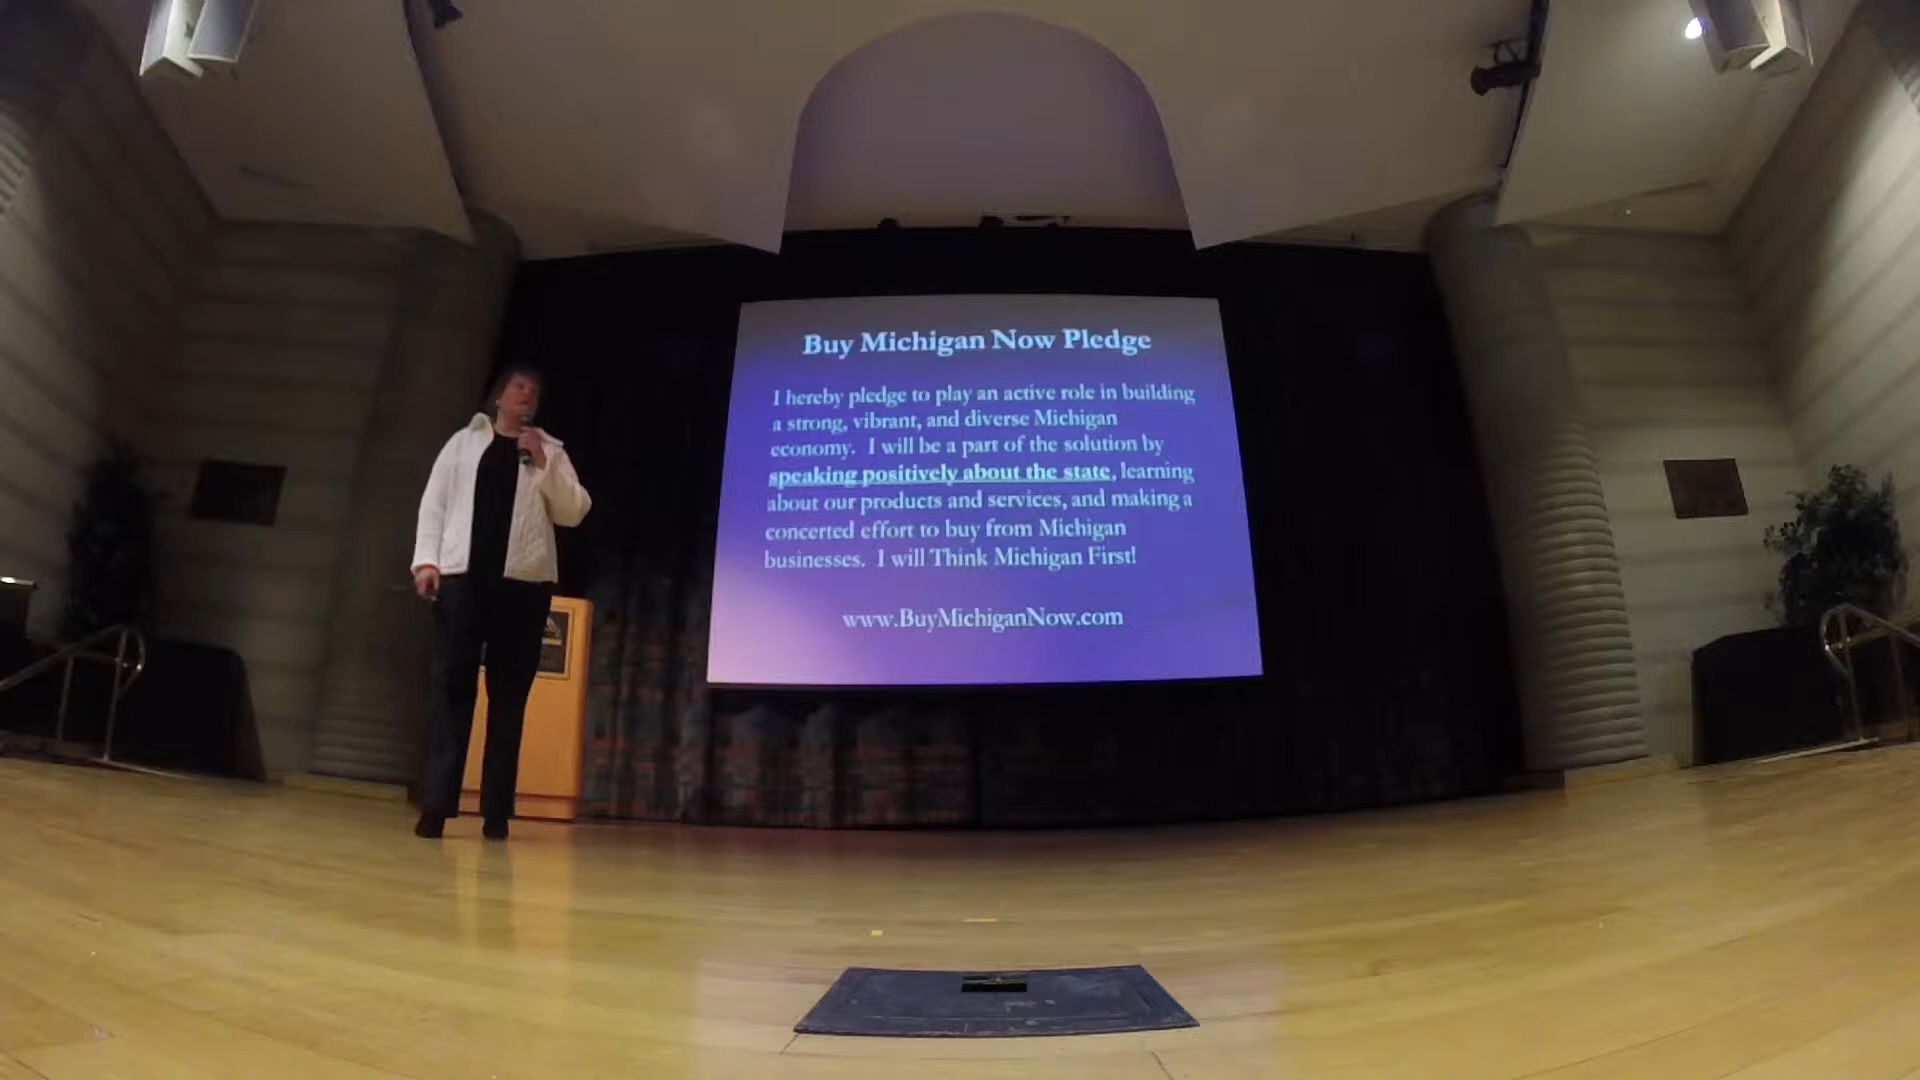 Buy Michigan Now Pledge
I hereby pledge to play an active role in building
a strong, vibrant, and diverse Michigan
economy. I will be a part of the solution by
speaking positively about the state, learning
about our products and services, and making a
concerted effort to buy from Michigan
businesses. I will Think Michigan First!
www.BuyMichiganNow.com